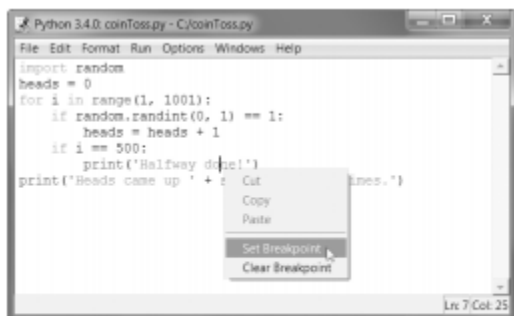 Python 3.4.0: coinToss.py - C:/coinToss.py
File Edit Format Run Options Windows Help
import random
heads = 0
for i in range(1, 1001):
    if random.randint(0, 1) == 1:
        heads = heads + 1
    if i == 500:
        print('Halfway done!')
print('Heads came up ' + s imes.')
Cut
Copy
Paste
Set Breakpoint
Clear Breakpoint
Ln: 7 Col: 25